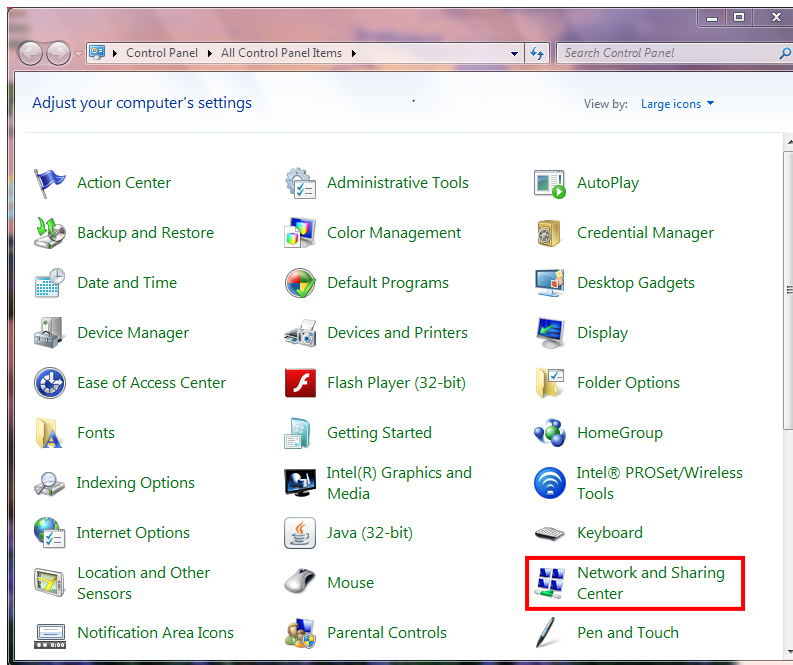 Control Panel All Control Panel Items Search Control Panel
Adjust your computer's settings View by: Large icons
Action Center Administrative Tools AutoPlay
Backup and Restore Color Management Credential Manager
Date and Time Default Programs Desktop Gadgets
Device Manager Devices and Printers Display
Ease of Access Center Flash Player (32-bit) Folder Options
Fonts Getting Started HomeGroup
Indexing Options Intel(R) Graphics and Media Intel® PROSet/Wireless Tools
Internet Options Java (32-bit) Keyboard
Location and Other Sensors Mouse Network and Sharing Center
Notification Area Icons Parental Controls Pen and Touch